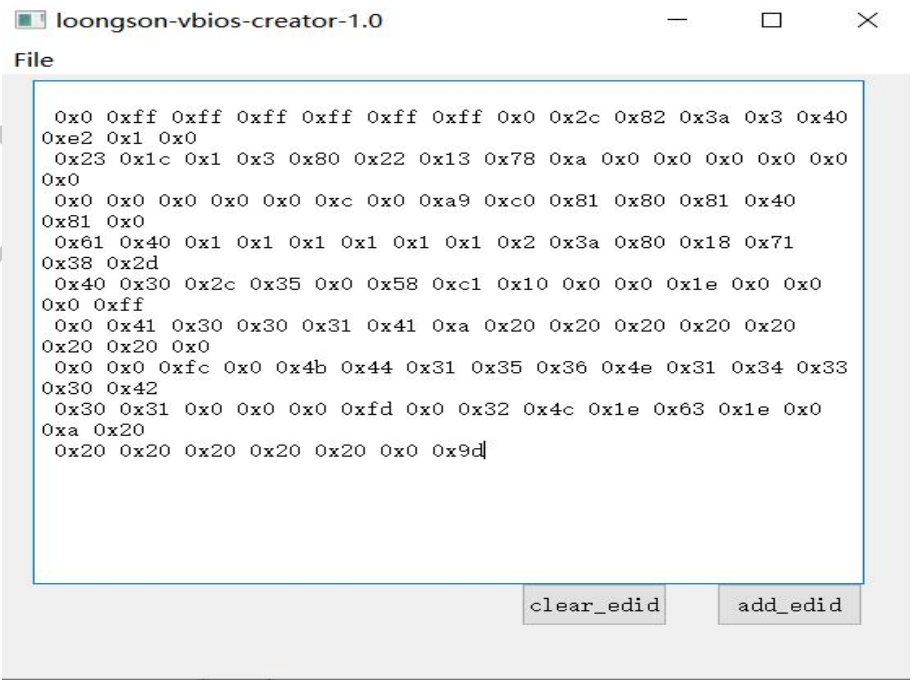 loongson-vbios-creator-1.0
File
0x0 0xff 0xff 0xff 0xff 0xff 0xff 0x0 0x2c 0x82 0x3a 0x3 0x40
0xe2 0x1 0x0
0x23 0x1c 0x1 0x3 0x80 0x22 0x13 0x78 0xa 0x0 0x0 0x0 0x0 0x0
0x0
0x0 0x0 0x0 0x0 0x0 0xc 0x0 0xa9 0xc0 0x81 0x80 0x81 0x40
0x81 0x0
0x61 0x40 0x1 0x1 0x1 0x1 0x1 0x1 0x2 0x3a 0x80 0x18 0x71
0x38 0x2d
0x40 0x30 0x2c 0x35 0x0 0x58 0xc1 0x10 0x0 0x0 0x1e 0x0 0x0
0x0 0xff
0x0 0x41 0x30 0x30 0x31 0x41 0xa 0x20 0x20 0x20 0x20 0x20
0x20 0x20 0x0
0x0 0x0 0xfc 0x0 0x4b 0x44 0x31 0x35 0x36 0x4e 0x31 0x34 0x33
0x30 0x42
0x30 0x31 0x0 0x0 0x0 0xfd 0x0 0x32 0x4c 0x1e 0x63 0x1e 0x0
0xa 0x20
0x20 0x20 0x20 0x20 0x20 0x0 0x9d
clear_edid
add_edid